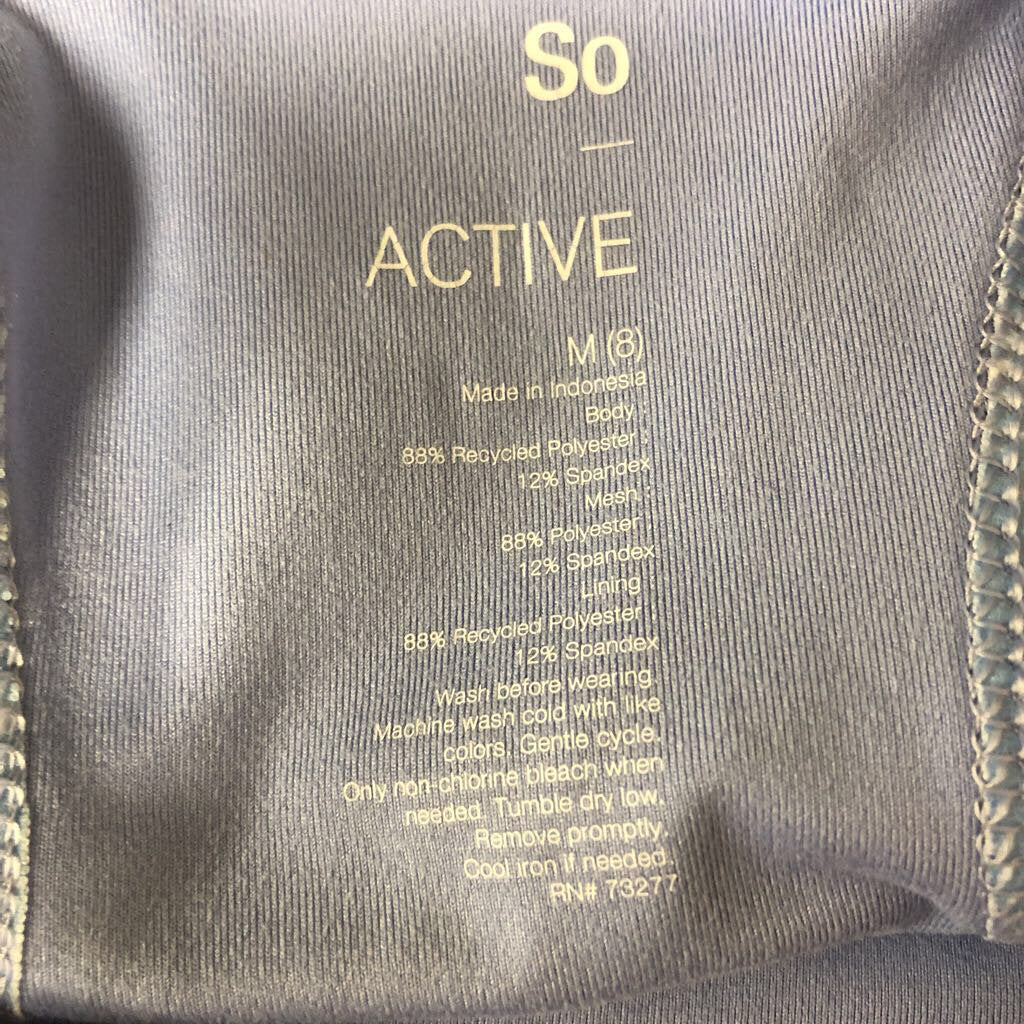 So
ACTIVE
M (8)
Made in Indonesia
Body :
88% Recycled Polyester :
12% Spandex
Mesh :
88% Polyester :
12% Spandex
Lining :
88% Recycled Polyester :
12% Spandex
Wash before wearing.
Machine wash cold with like
colors. Gentle cycle.
Only non-chlorine bleach when
needed. Tumble dry low.
Remove promptly.
Cool iron if needed.
RN# 73277